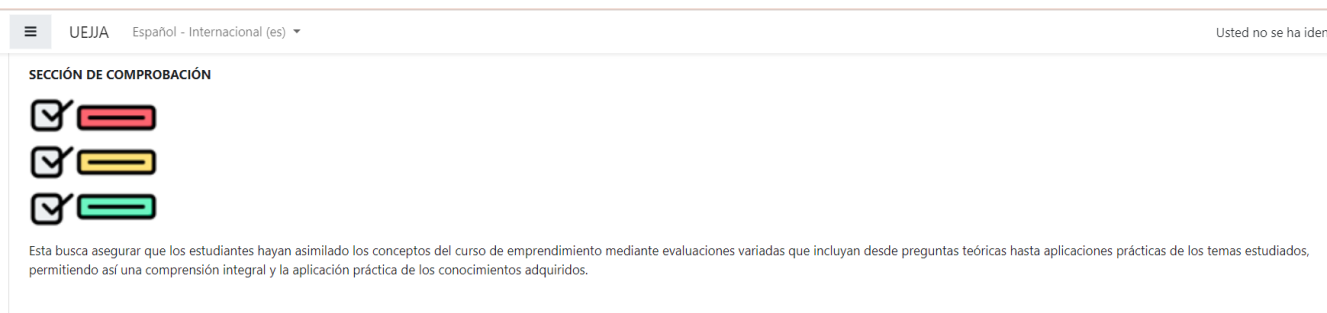 UEJJA Español - Internacional (es) Usted no se ha iden
SECCIÓN DE COMPROBACIÓN
Esta busca asegurar que los estudiantes hayan asimilado los conceptos del curso de emprendimiento mediante evaluaciones variadas que incluyan desde preguntas teóricas hasta aplicaciones prácticas de los temas estudiados,
permitiendo así una comprensión integral y la aplicación práctica de los conocimientos adquiridos.